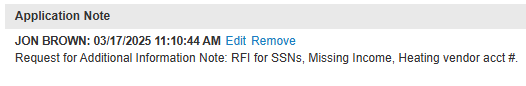 Application Note
JON BROWN: 03/17/2025 11:10:44 AM Edit Remove
Request for Additional Information Note: RFI for SSNs, Missing Income, Heating vendor acct #.